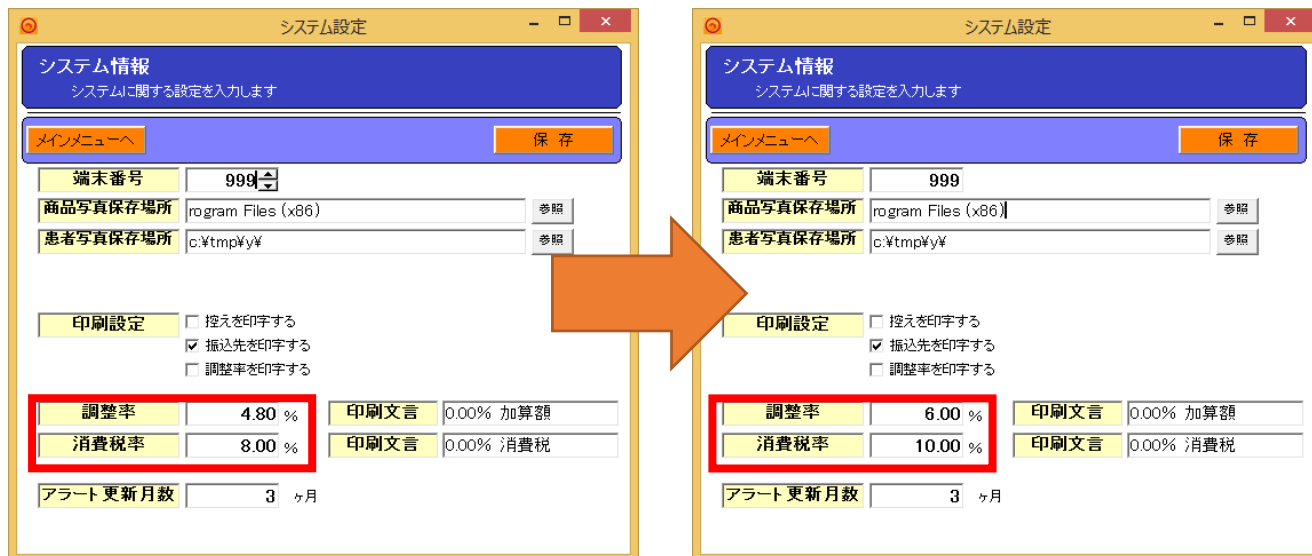 システム設定
システム情報
システムに関する設定を入力します
メインメニューへ 保 存
端末番号 999
商品写真保存場所 rogram Files (x86) 参照
患者写真保存場所 c:¥tmp¥y¥ 参照
印刷設定 控えを印字する
振込先を印字する
調整率を印字する
調整率 4.80 % 印刷文言 0.00% 加算額
消費税率 8.00 % 印刷文言 0.00% 消費税
アラート更新月数 3 ヶ月
システム設定
システム情報
システムに関する設定を入力します
メインメニューへ 保 存
端末番号 999
商品写真保存場所 rogram Files (x86) 参照
患者写真保存場所 c:¥tmp¥y¥ 参照
印刷設定 控えを印字する
振込先を印字する
調整率を印字する
調整率 6.00 % 印刷文言 0.00% 加算額
消費税率 10.00 % 印刷文言 0.00% 消費税
アラート更新月数 3 ヶ月